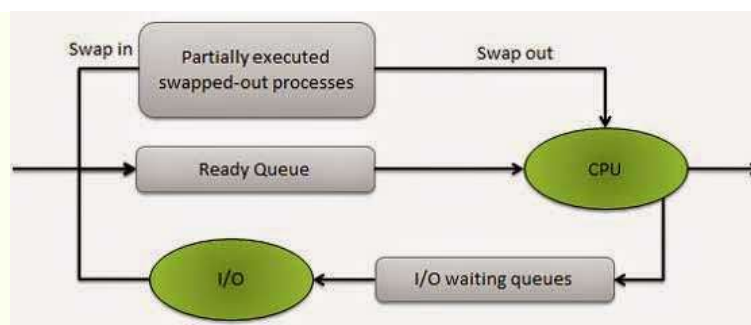 Swap in
Partially executed
swapped-out processes
Swap out
Ready Queue
CPU
I/O
I/O waiting queues